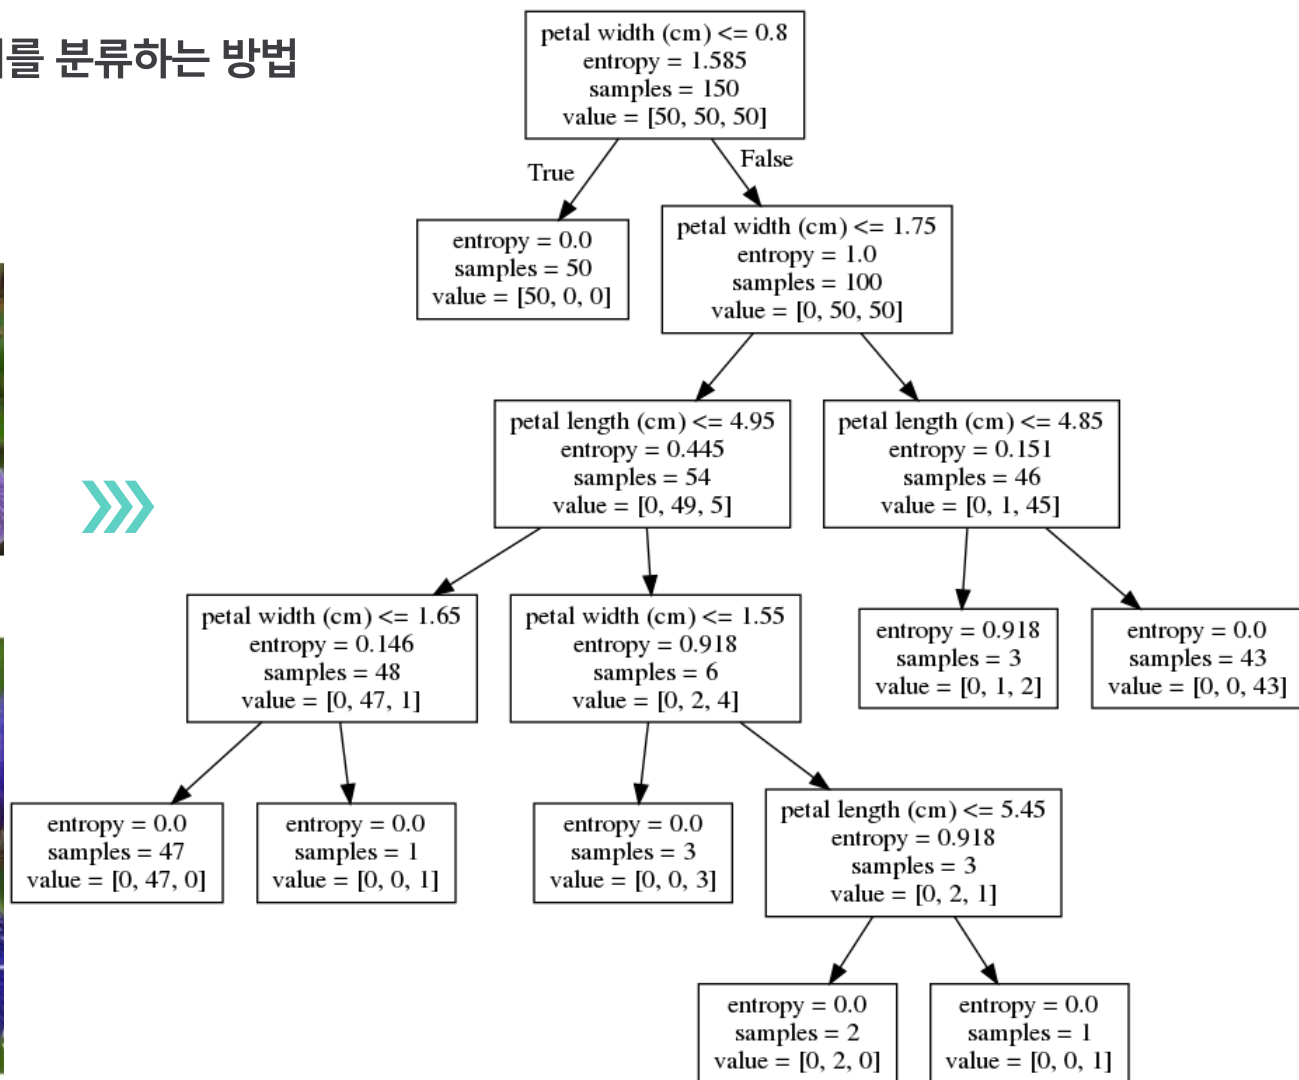 를 분류하는 방법
petal width (cm) <= 0.8
entropy = 1.585
samples = 150
value = [50, 50, 50]
True
False
entropy = 0.0
samples = 50
value = [50, 0, 0]
petal width (cm) <= 1.75
entropy = 1.0
samples = 100
value = [0, 50, 50]
petal length (cm) <= 4.95
entropy = 0.445
samples = 54
value = [0, 49, 5]
petal length (cm) <= 4.85
entropy = 0.151
samples = 46
value = [0, 1, 45]
petal width (cm) <= 1.65
entropy = 0.146
samples = 48
value = [0, 47, 1]
petal width (cm) <= 1.55
entropy = 0.918
samples = 6
value = [0, 2, 4]
entropy = 0.918
samples = 3
value = [0, 1, 2]
entropy = 0.0
samples = 43
value = [0, 0, 43]
entropy = 0.0
samples = 47
value = [0, 47, 0]
entropy = 0.0
samples = 1
value = [0, 0, 1]
entropy = 0.0
samples = 3
value = [0, 0, 3]
petal length (cm) <= 5.45
entropy = 0.918
samples = 3
value = [0, 2, 1]
entropy = 0.0
samples = 2
value = [0, 2, 0]
entropy = 0.0
samples = 1
value = [0, 0, 1]